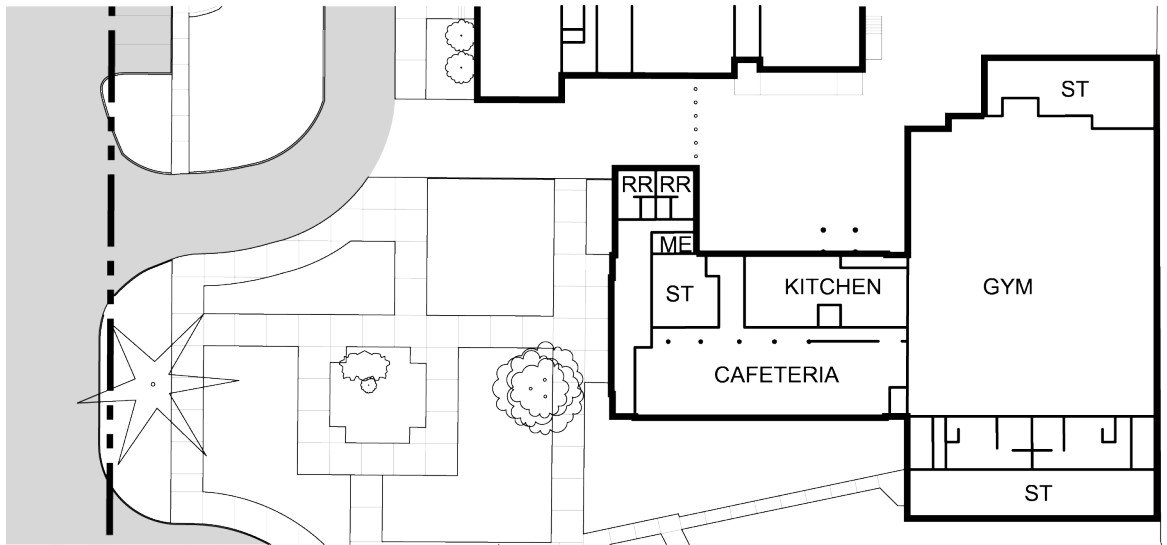 ST
RR RR
ME
ST
KITCHEN
GYM
CAFETERIA
ST